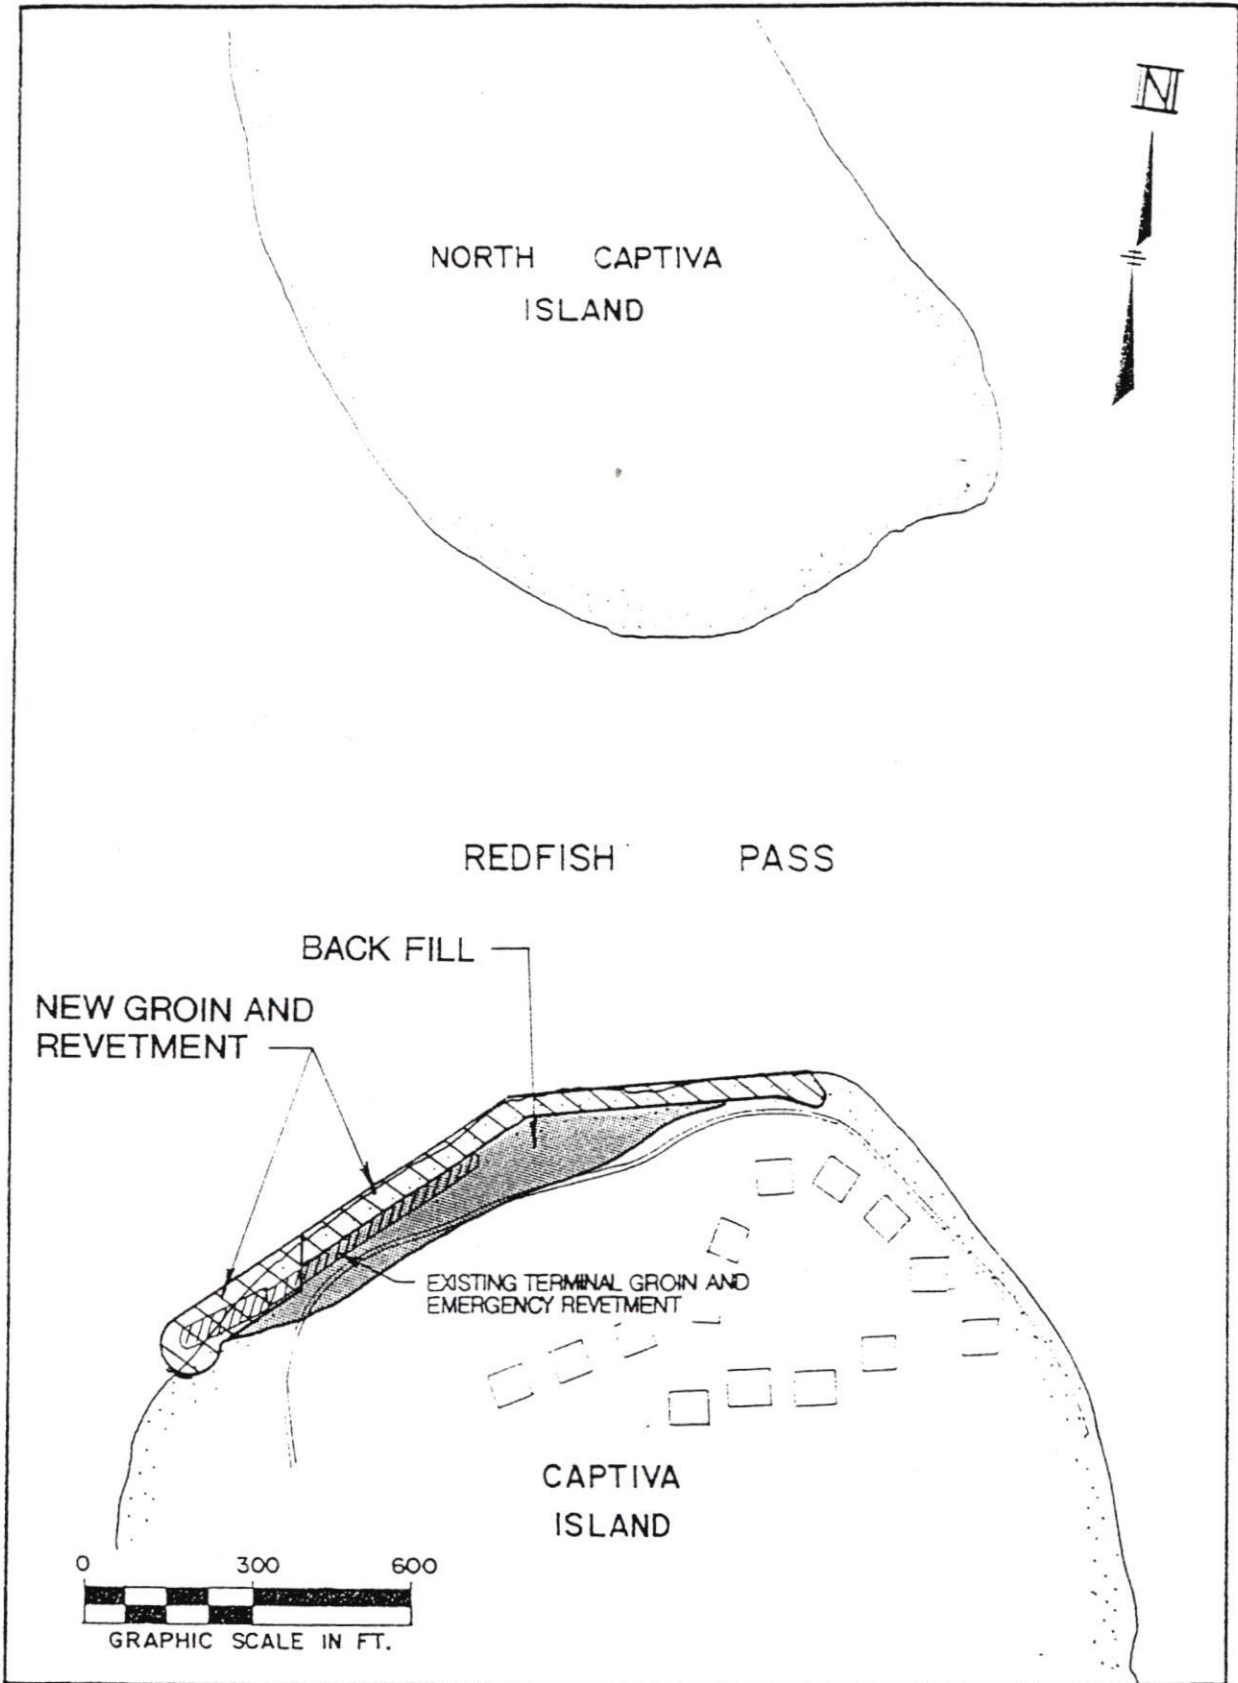 N
NORTH CAPTIVA
ISLAND
REDFISH PASS
BACK FILL
NEW GROIN AND
REVETMENT
EXISTING TERMINAL GROIN AND
EMERGENCY REVETMENT
CAPTIVA
ISLAND
0 300 600
GRAPHIC SCALE IN FT.